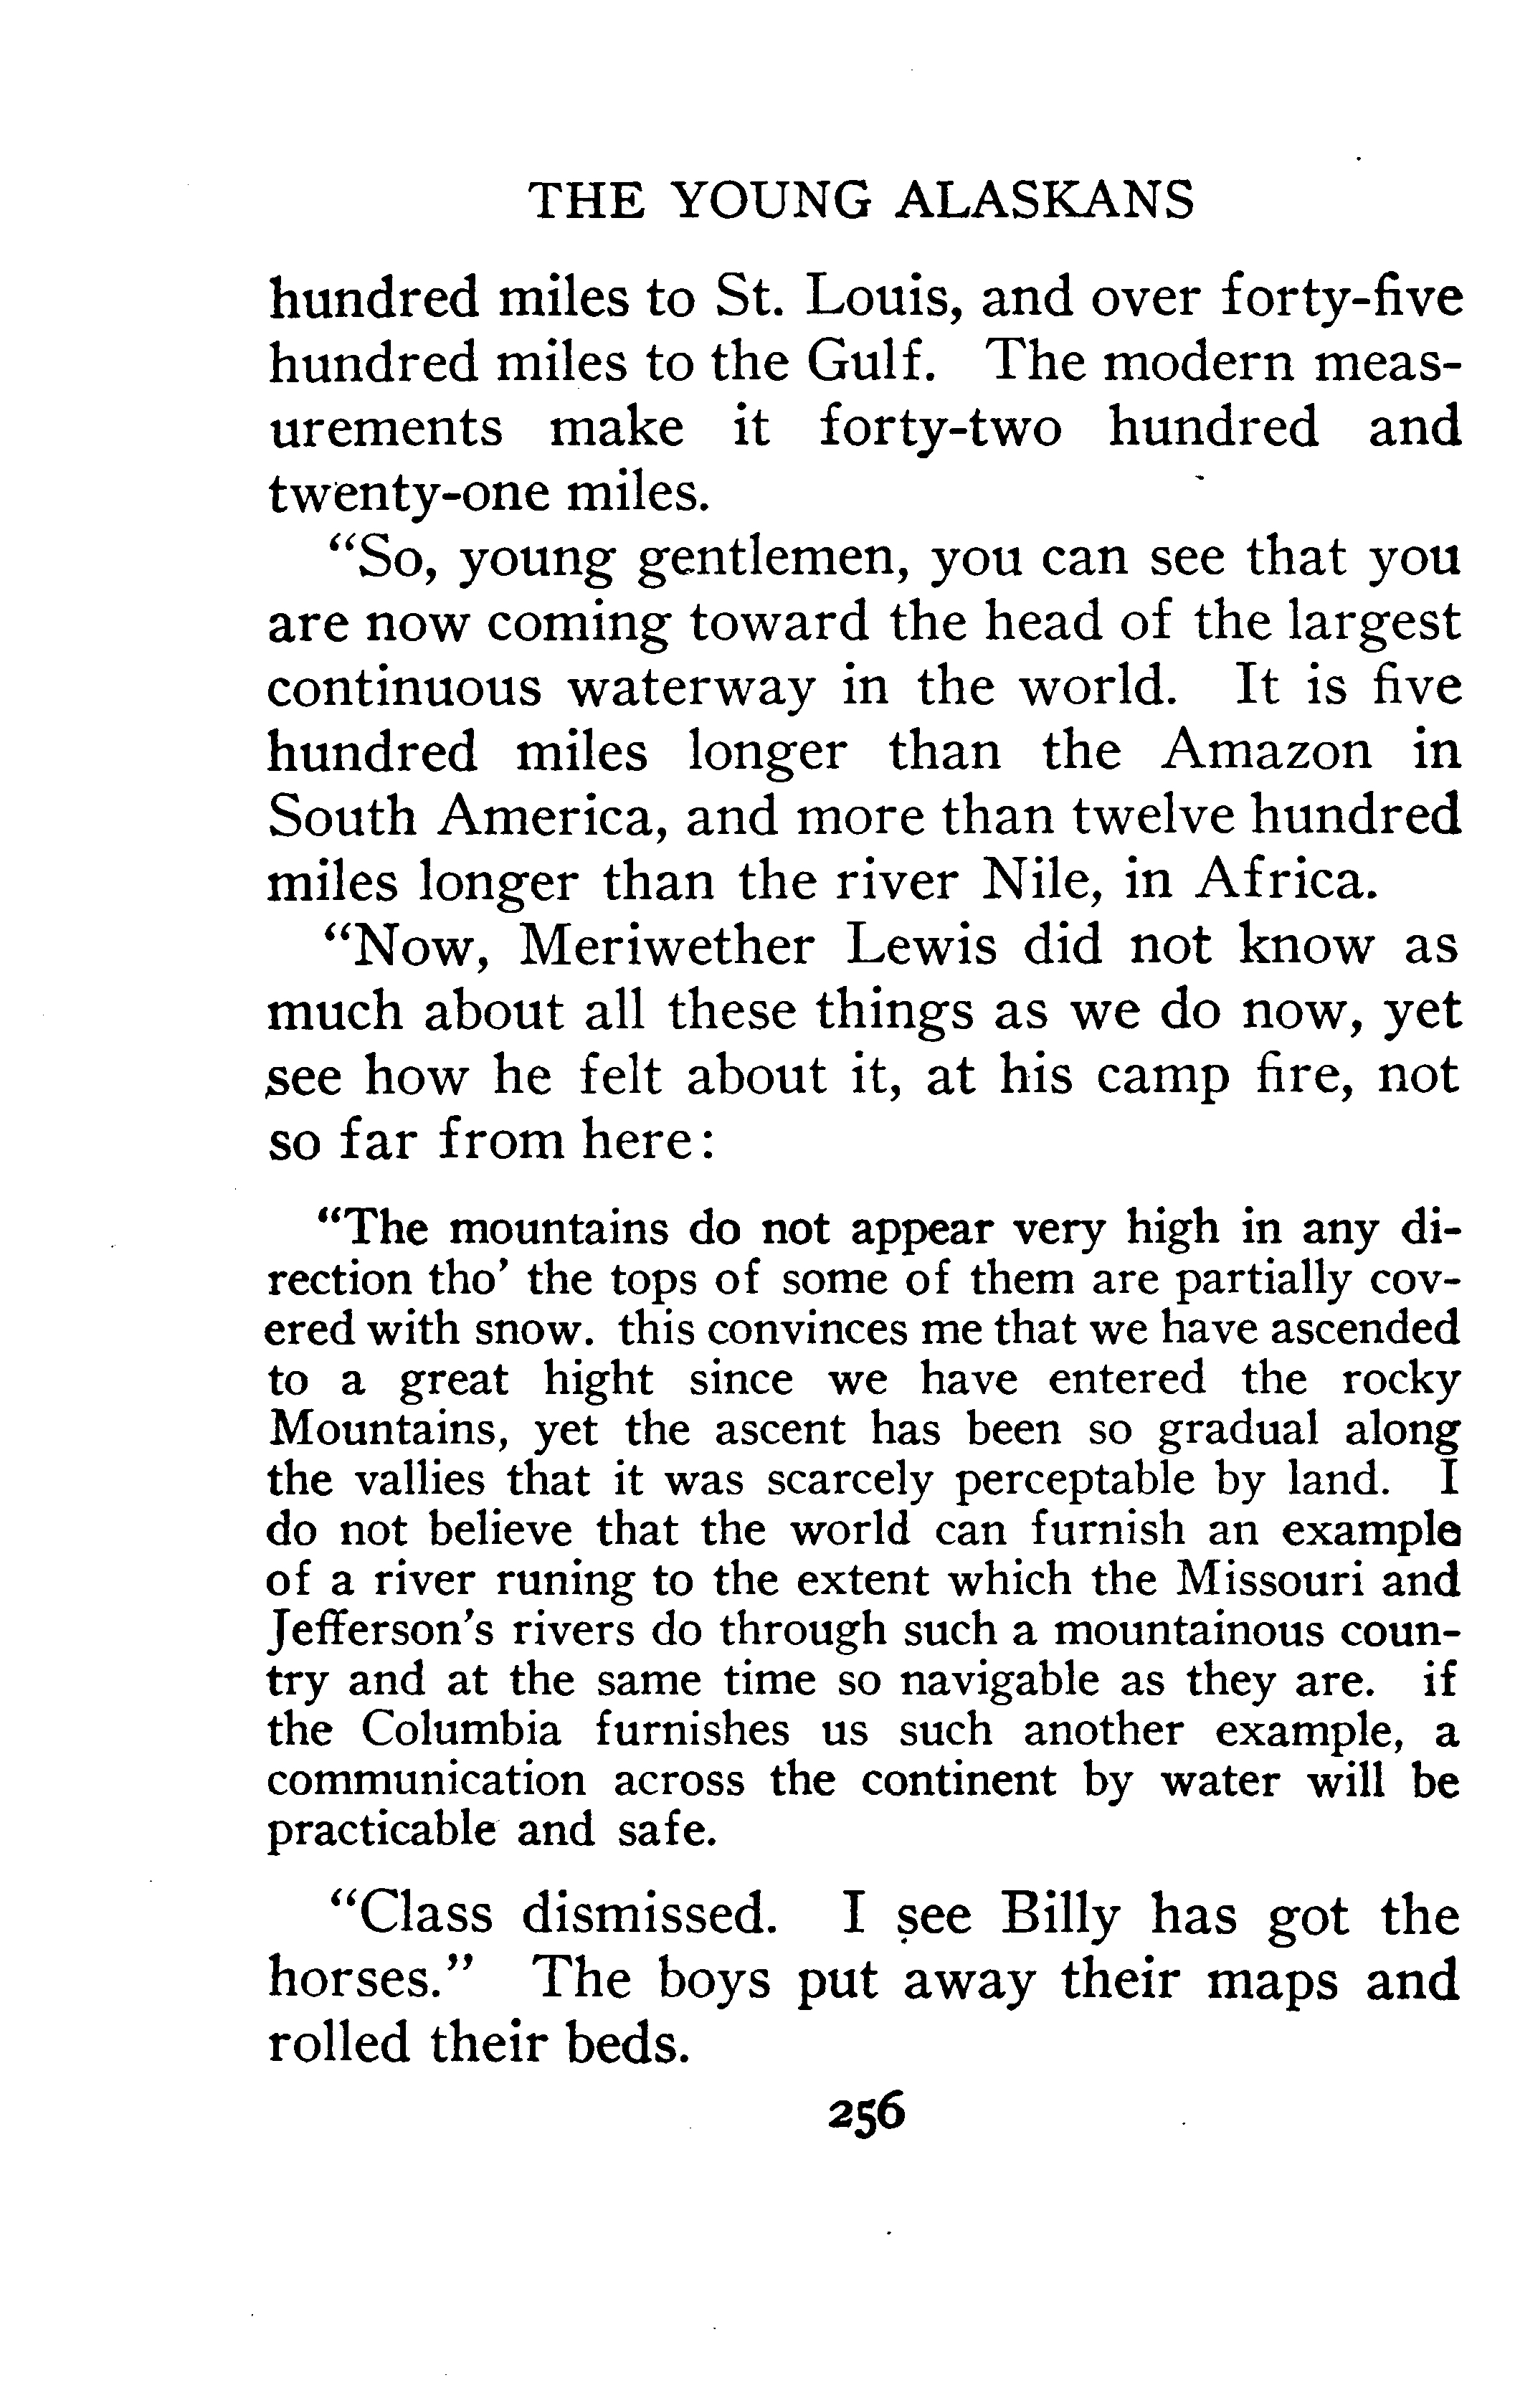 THE YOUNG ALASKANS
hundred miles to St. Louis, and over forty-five
hundred miles to the Gulf. The modern meas-
urements make it forty-two hundred and
twenty-one miles.
“So, young gentlemen, you can see that you
are now coming toward the head of the largest
continuous waterway in the world. It is five
hundred miles longer than the Amazon in
South America, and more than twelve hundred
miles longer than the river Nile, in Africa.
“Now, Meriwether Lewis did not know as
much about all these things as we do now, yet
see how he felt about it, at his camp fire, not
so far from here:
“The mountains do not appear very high in any di-
rection tho’ the tops of some of them are partially cov-
ered with snow. this convinces me that we have ascended
to a great hight since we have entered the rocky
Mountains, yet the ascent has been so gradual along
the vallies that it was scarcely perceptable by land. I
do not believe that the world can furnish an example
of a river runing to the extent which the Missouri and
Jefferson’s rivers do through such a mountainous coun-
try and at the same time so navigable as they are. if
the Columbia furnishes us such another example, a
communication across the continent by water will be
practicable and safe.
“Class dismissed. I see Billy has got the
horses.” The boys put away their maps and
rolled their beds.
256